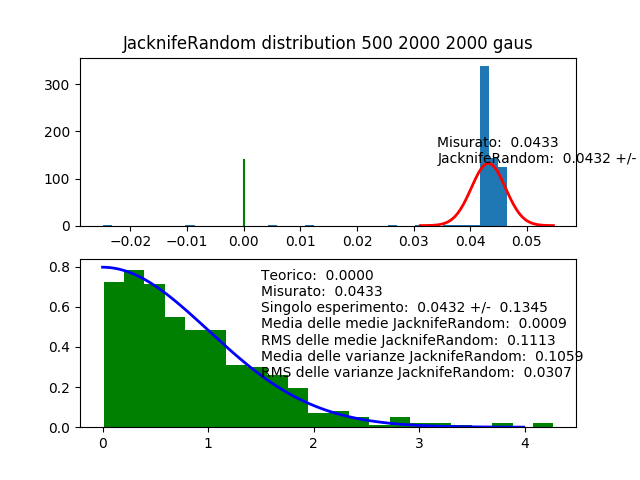 JacknifeRandom distribution 500 2000 2000 gaus
300
200
100
0
Misurato: 0.0433
JacknifeRandom: 0.0432 +/-
−0.02 −0.01 0.00 0.01 0.02 0.03 0.04 0.05
0.8
0.6
0.4
0.2
0.0
Teorico: 0.0000
Misurato: 0.0433
Singolo esperimento: 0.0432 +/- 0.1345
Media delle medie JacknifeRandom: 0.0009
RMS delle medie JacknifeRandom: 0.1113
Media delle varianze JacknifeRandom: 0.1059
RMS delle varianze JacknifeRandom: 0.0307
0 1 2 3 4